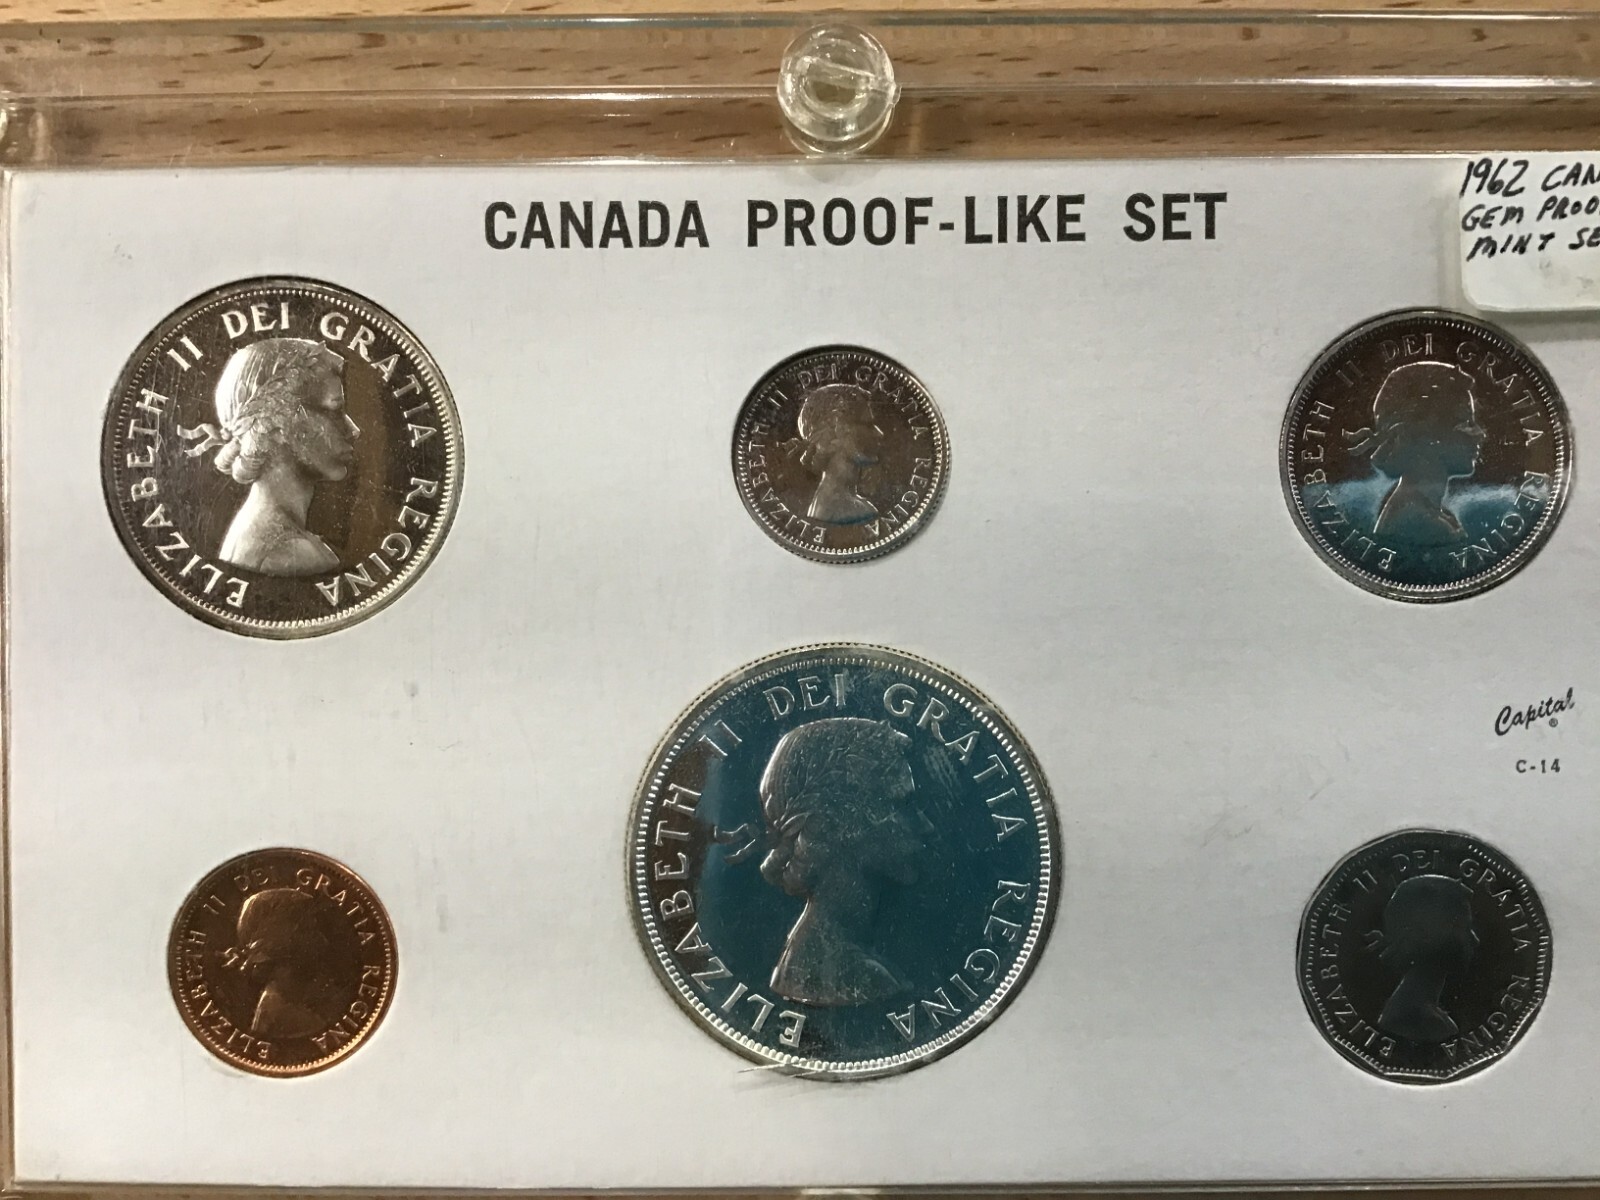 CANADA PROOF-LIKE SET
1962 CAN
GEM PROO
MINT SE
ELIZABETH II DEI GRATIA REGINA
ELIZABETH II DEI GRATIA REGINA
ELIZABETH II DEI GRATIA REGINA
Capital ®
C-14
ELIZABETH II DEI GRATIA REGINA
ELIZABETH II DEI GRATIA REGINA
ELIZABETH II DEI GRATIA REGINA